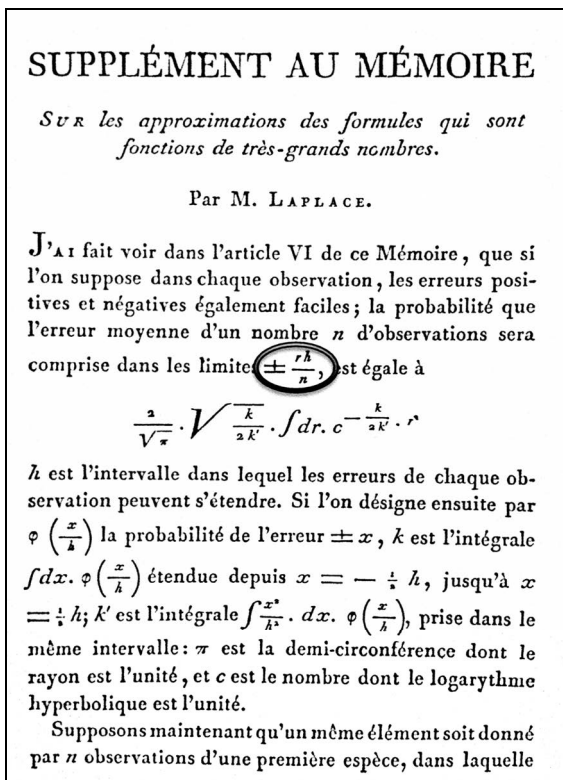 SUPPLÉMENT AU MÉMOIRE
SUR les approximations des formules qui sont
fonctions de très-grands nombres.
Par M. LAPLACE.
J'AI fait voir dans l'article VI de ce Mémoire, que si
l'on suppose dans chaque observation, les erreurs posi-
tives et négatives également faciles; la probabilité que
l'erreur moyenne d'un nombre n d'observations sera
comprise dans les limites ± rh/n, est égale à
2/√π · √(k/2k') · ∫dr. c^(−k/2k' · r²)
h est l'intervalle dans lequel les erreurs de chaque ob-
servation peuvent s'étendre. Si l'on désigne ensuite par
φ (x/h) la probabilité de l'erreur ± x, k est l'intégrale
∫dx. φ (x/h) étendue depuis x = — ½ h, jusqu'à x
= ½ h; k' est l'intégrale ∫x²/h² . dx. φ (x/h), prise dans le
même intervalle: π est la demi-circonférence dont le
rayon est l'unité, et c est le nombre dont le logarythme
hyperbolique est l'unité.
Supposons maintenant qu'un même élément soit donné
par n observations d'une première espèce, dans laquelle